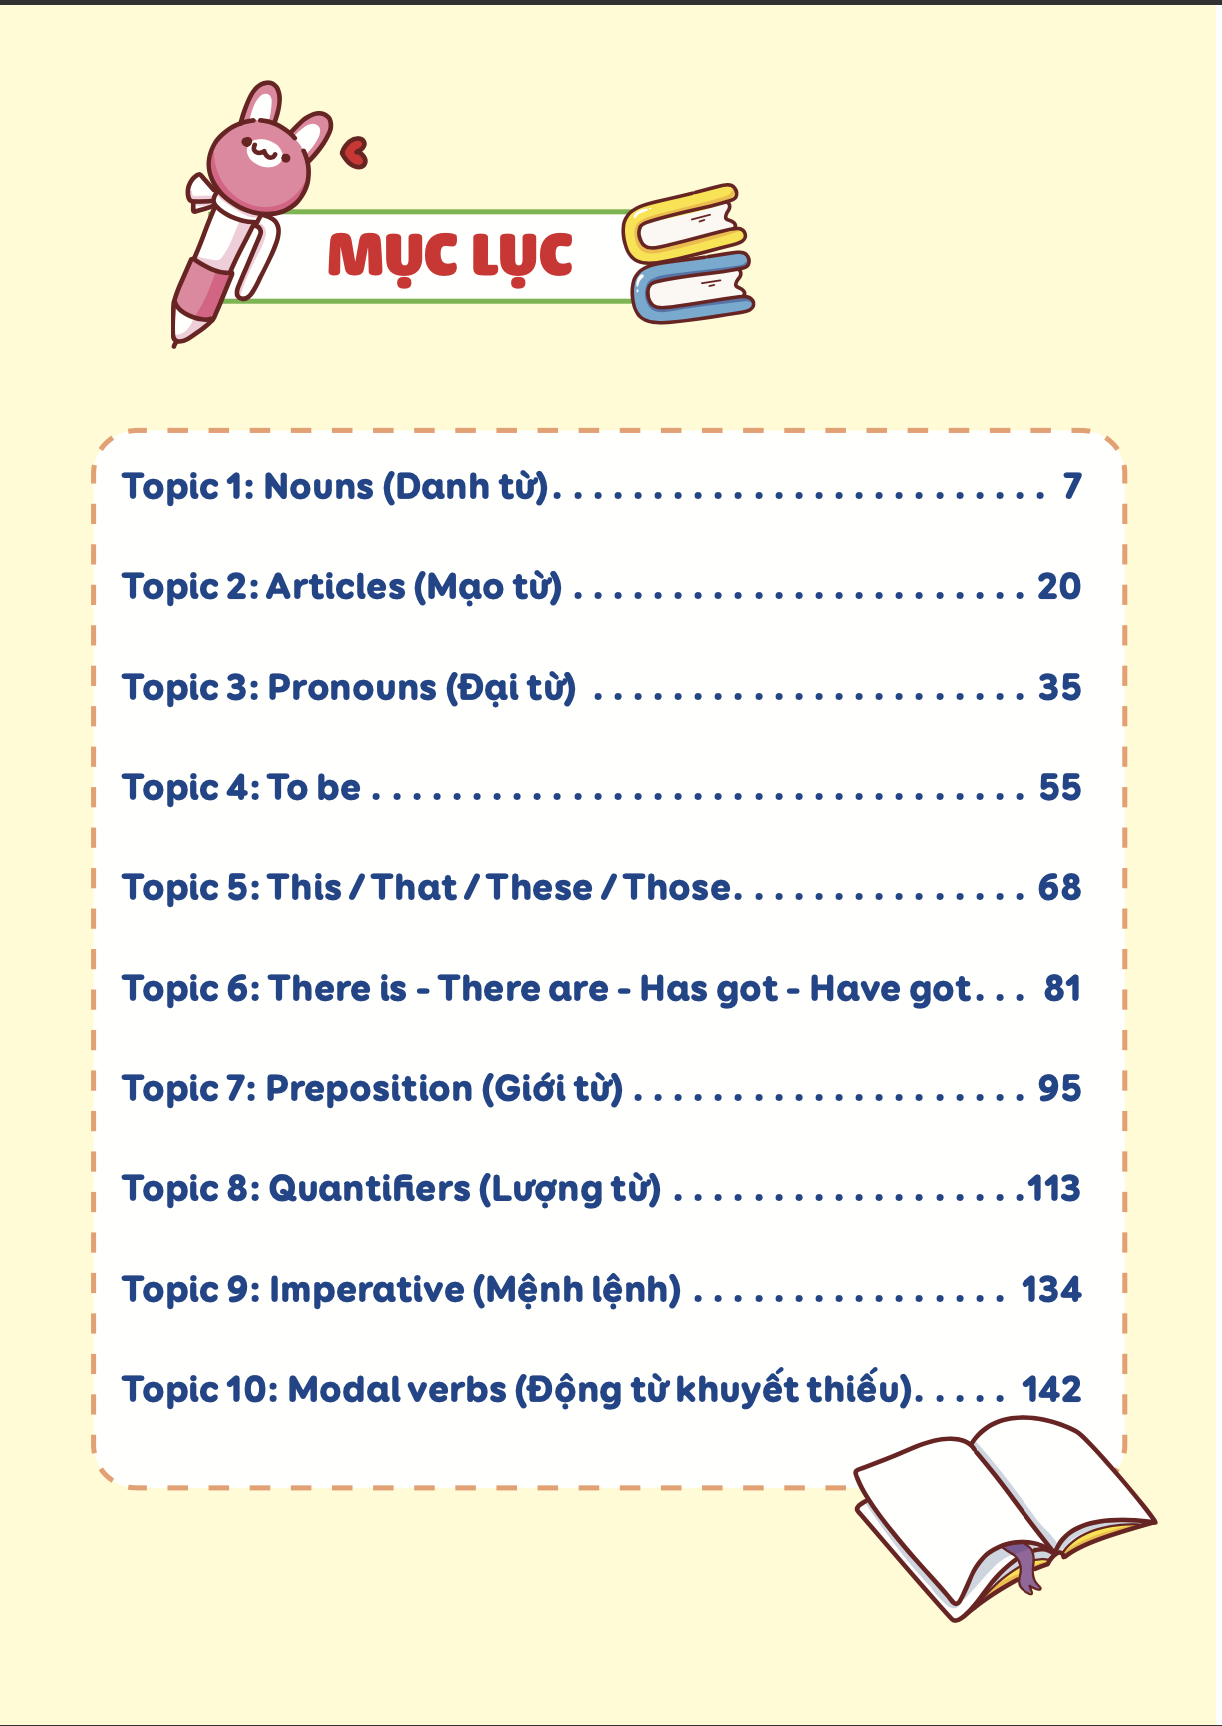 MỤC LỤC
Topic 1: Nouns (Danh từ). . . . . . . . . . . . . . . . . . . . . . . . . 7
Topic 2: Articles (Mạo từ) . . . . . . . . . . . . . . . . . . . . . . . 20
Topic 3: Pronouns (Đại từ) . . . . . . . . . . . . . . . . . . . . . . 35
Topic 4: To be . . . . . . . . . . . . . . . . . . . . . . . . . . . . . . . . . 55
Topic 5: This / That / These / Those. . . . . . . . . . . . . . . 68
Topic 6: There is - There are - Has got - Have got. . . 81
Topic 7: Preposition (Giới từ) . . . . . . . . . . . . . . . . . . . . 95
Topic 8: Quantifiers (Lượng từ) . . . . . . . . . . . . . . . . . .113
Topic 9: Imperative (Mệnh lệnh) . . . . . . . . . . . . . . . . 134
Topic 10: Modal verbs (Động từ khuyết thiếu). . . . . 142